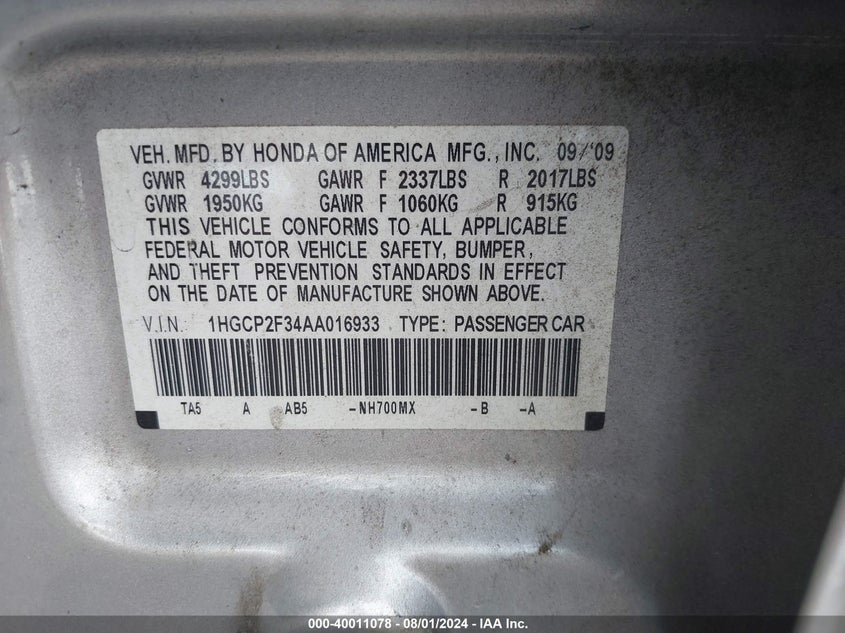 VEH. MFD. BY HONDA OF AMERICA MFG., INC. 09/'09
GVWR 4299LBS GAWR F 2337LBS R 2017LBS
GVWR 1950KG GAWR F 1060KG R 915KG
THIS VEHICLE CONFORMS TO ALL APPLICABLE
FEDERAL MOTOR VEHICLE SAFETY, BUMPER,
AND THEFT PREVENTION STANDARDS IN EFFECT
ON THE DATE OF MANUFACTURE SHOWN ABOVE.
V.I.N.: 1HGCP2F34AA016933 TYPE: PASSENGER CAR
TA5 A AB5 -NH700MX -B -A
000-40011078 - 08/01/2024 - IAA Inc.